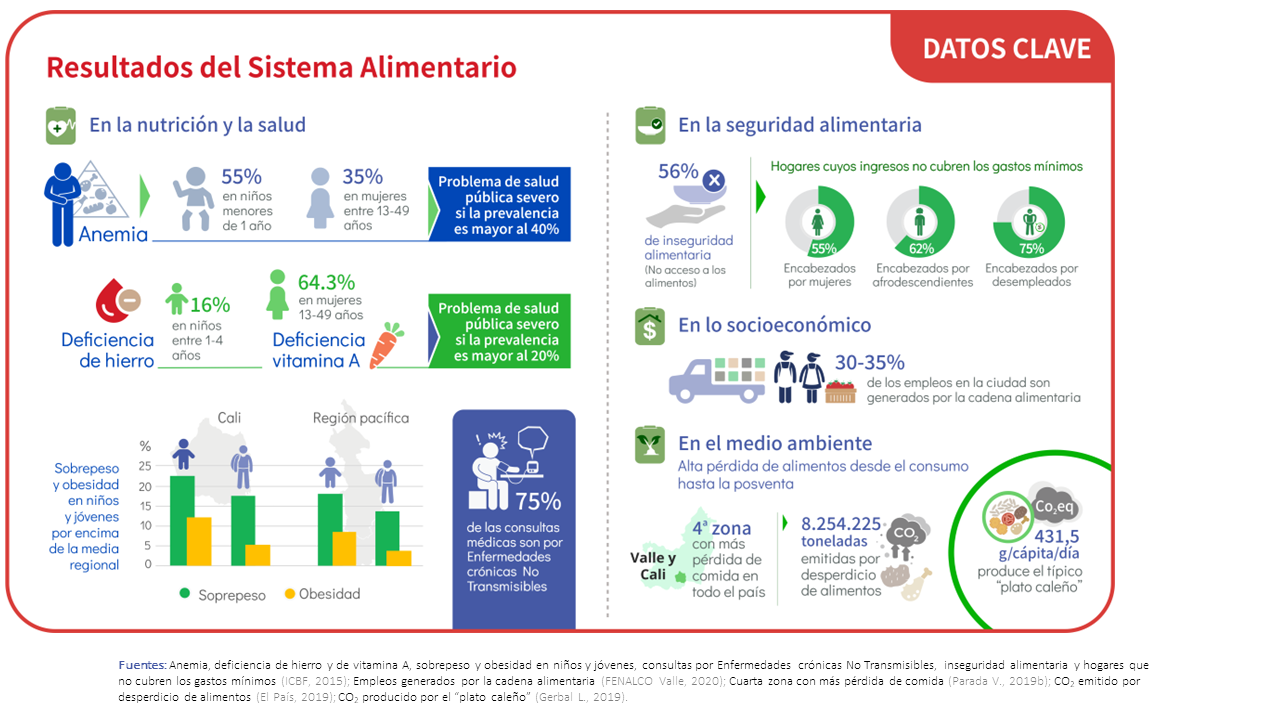 DATOS CLAVE
Resultados del Sistema Alimentario
En la nutrición y la salud
Anemia
55%
en niños
menores
de 1 año
35%
en mujeres
entre 13-49
años
Problema de salud
pública severo
si la prevalencia
es mayor al 40%
Deficiencia
de hierro
16%
en niños
entre 1-4
años
64.3%
en mujeres
13-49 años
Deficiencia
vitamina A
Problema de salud
pública severo
si la prevalencia
es mayor al 20%
Sobrepeso
y obesidad
en niños
y jóvenes
por encima
de la media
regional
Cali
Región pacífica
%
25
20
15
10
5
0
Soprepeso
Obesidad
75%
de las consultas
médicas son por
Enfermedades
crónicas No
Transmisibles
En la seguridad alimentaria
56%
de inseguridad
alimentaria
(No acceso a los
alimentos)
Hogares cuyos ingresos no cubren los gastos mínimos
55%
Encabezados
por mujeres
62%
Encabezados por
afrodescendientes
75%
Encabezados por
desempleados
En lo socioeconómico
30-35%
de los empleos en la ciudad son
generados por la cadena alimentaria
En el medio ambiente
Alta pérdida de alimentos desde el consumo
hasta la posventa
Valle y
Cali
4ª zona
con más
pérdida de
comida en
todo el país
8.254.225
toneladas
emitidas por
desperdicio
de alimentos
CO₂
Co₂eq
431,5
g/cápita/día
produce el típico
"plato caleño"
Fuentes: Anemia, deficiencia de hierro y de vitamina A, sobrepeso y obesidad en niños y jóvenes, consultas por Enfermedades crónicas No Transmisibles, inseguridad alimentaria y hogares que
no cubren los gastos mínimos (ICBF, 2015); Empleos generados por la cadena alimentaria (FENALCO Valle, 2020); Cuarta zona con más pérdida de comida (Parada V., 2019b); CO₂ emitido por
desperdicio de alimentos (El País, 2019); CO₂ producido por el "plato caleño" (Gerbal L., 2019).